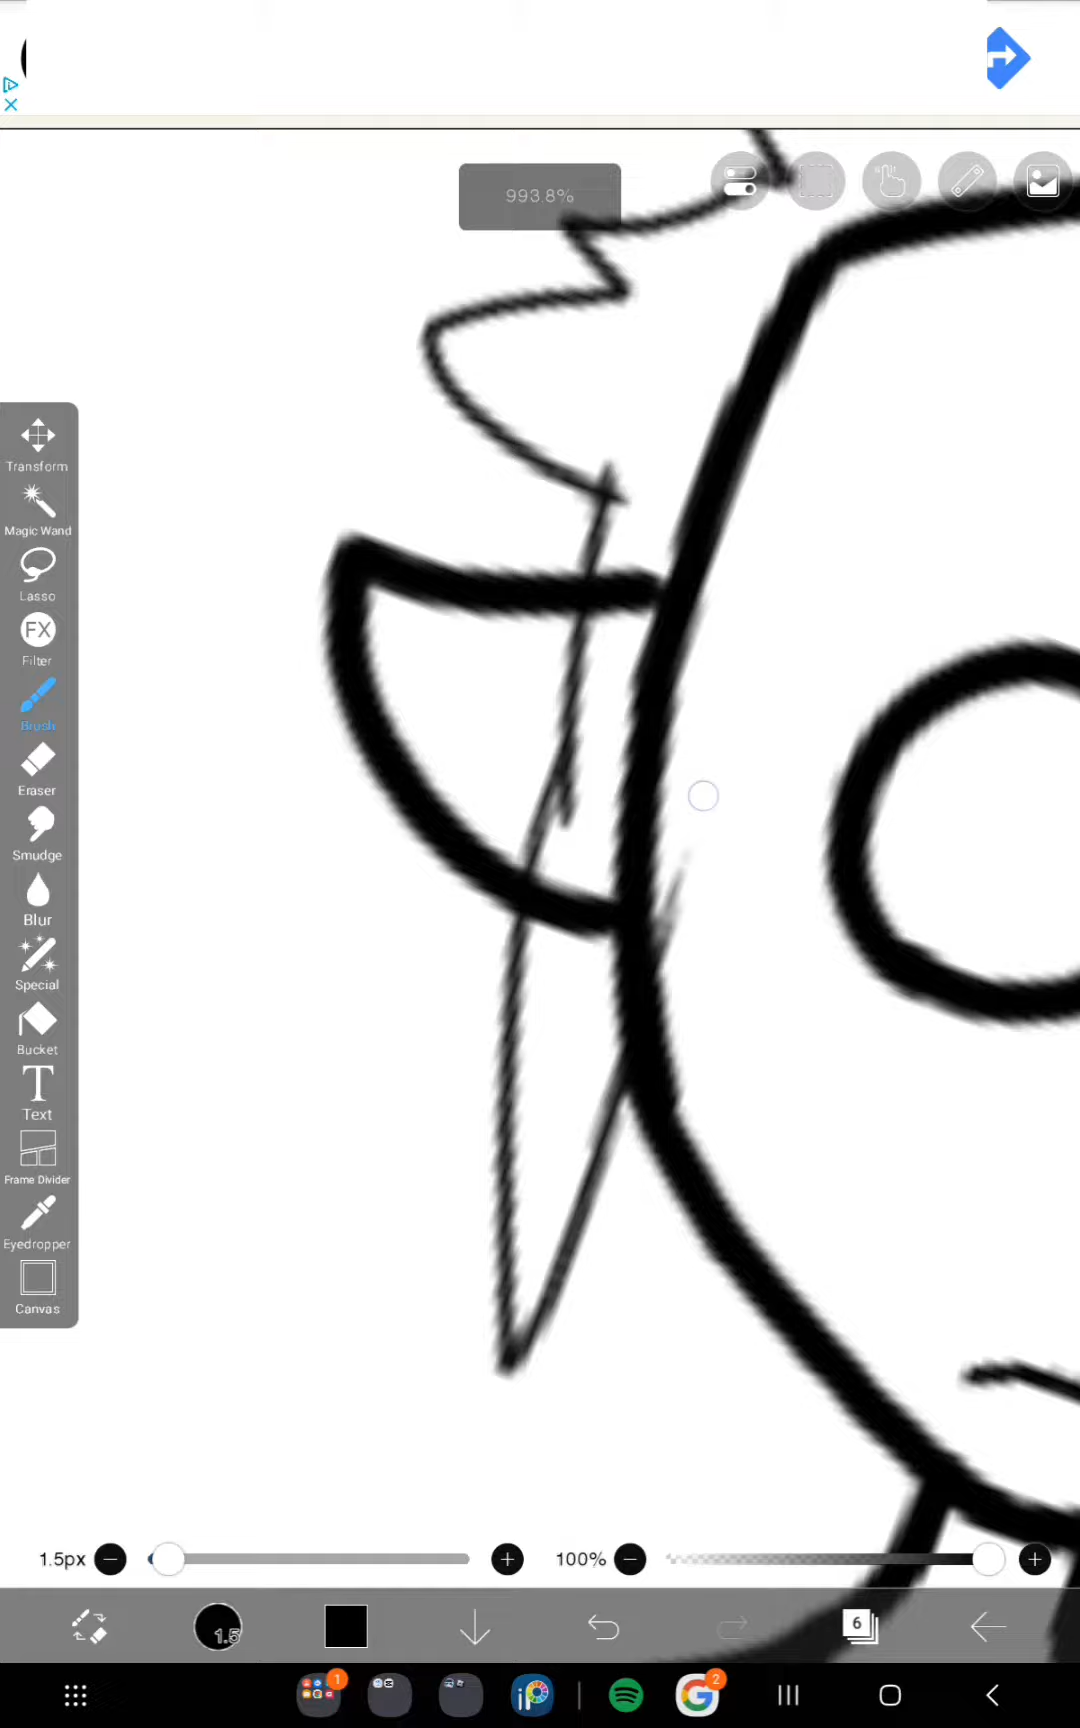 993.8%
Transform
Magic Wand
Lasso
FX
Filter
Brush
Eraser
Smudge
Blur
Special
Bucket
T
Text
Frame Divider
Eyedropper
Canvas
1.5px
100%
1.5
6
1
iP
2